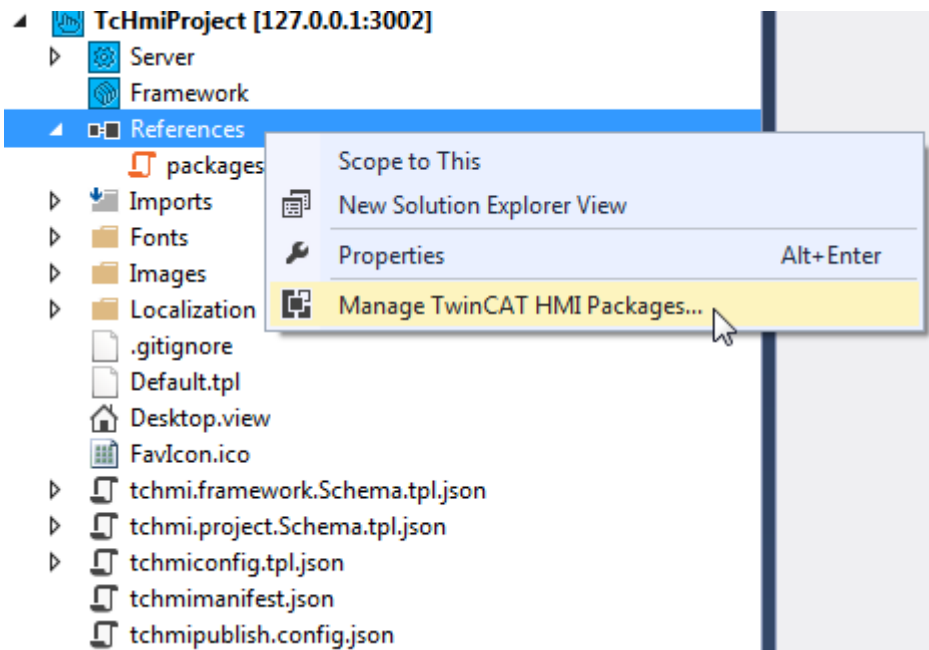 TcHmiProject [127.0.0.1:3002]
Server
Framework
References
packages
Imports
Fonts
Images
Localization
.gitignore
Default.tpl
Desktop.view
FavIcon.ico
tchmi.framework.Schema.tpl.json
tchmi.project.Schema.tpl.json
tchmiconfig.tpl.json
tchmimanifest.json
tchmipublish.config.json
Scope to This
New Solution Explorer View
Properties Alt+Enter
Manage TwinCAT HMI Packages...